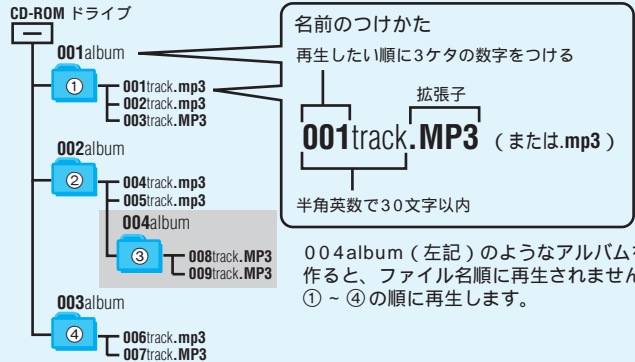 CD-ROM ドライブ
001album
①
001track.mp3
002track.mp3
003track.MP3
002album
②
004track.mp3
005track.mp3
004album
③
008track.MP3
009track.MP3
003album
④
006track.mp3
007track.MP3
名前のつけかた
再生したい順に3ケタの数字をつける
拡張子
001track.MP3 (または.mp3)
半角英数で30文字以内
004album(左記)のようなアルバムを
作ると、ファイル名順に再生されません
①~④の順に再生します。